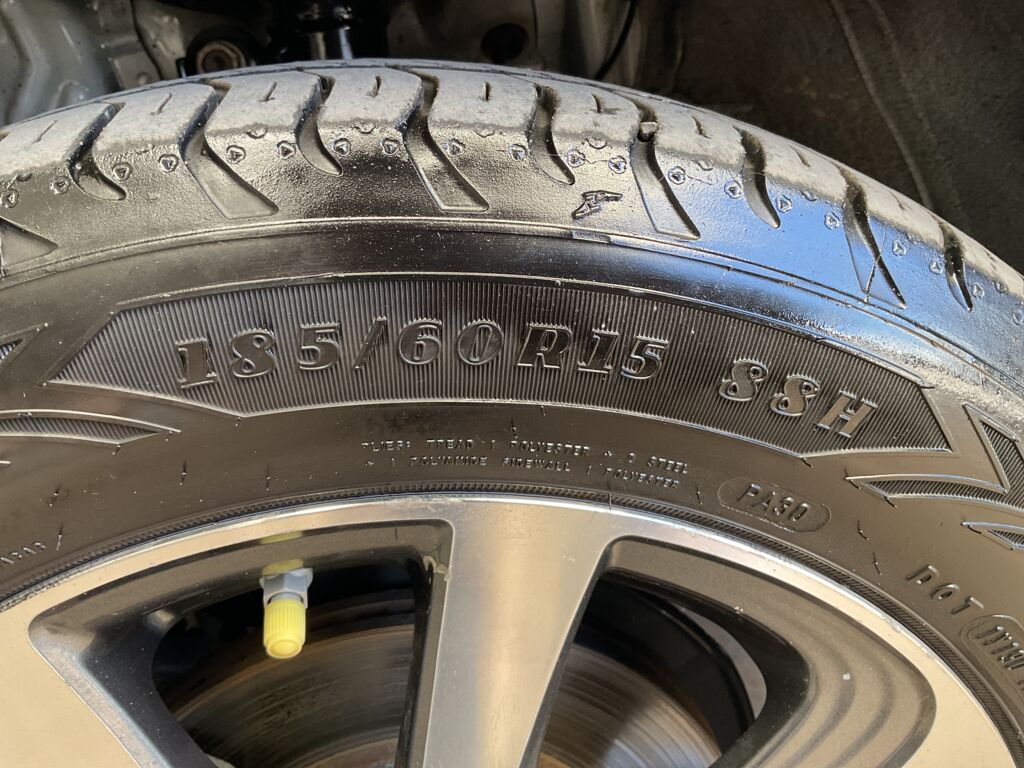 185/60R15 88H
PLIES: TREAD 1 POLYESTER + 2 STEEL
+ 1 POLYAMIDE SIDEWALL 1 POLYESTER
PA30
DOT